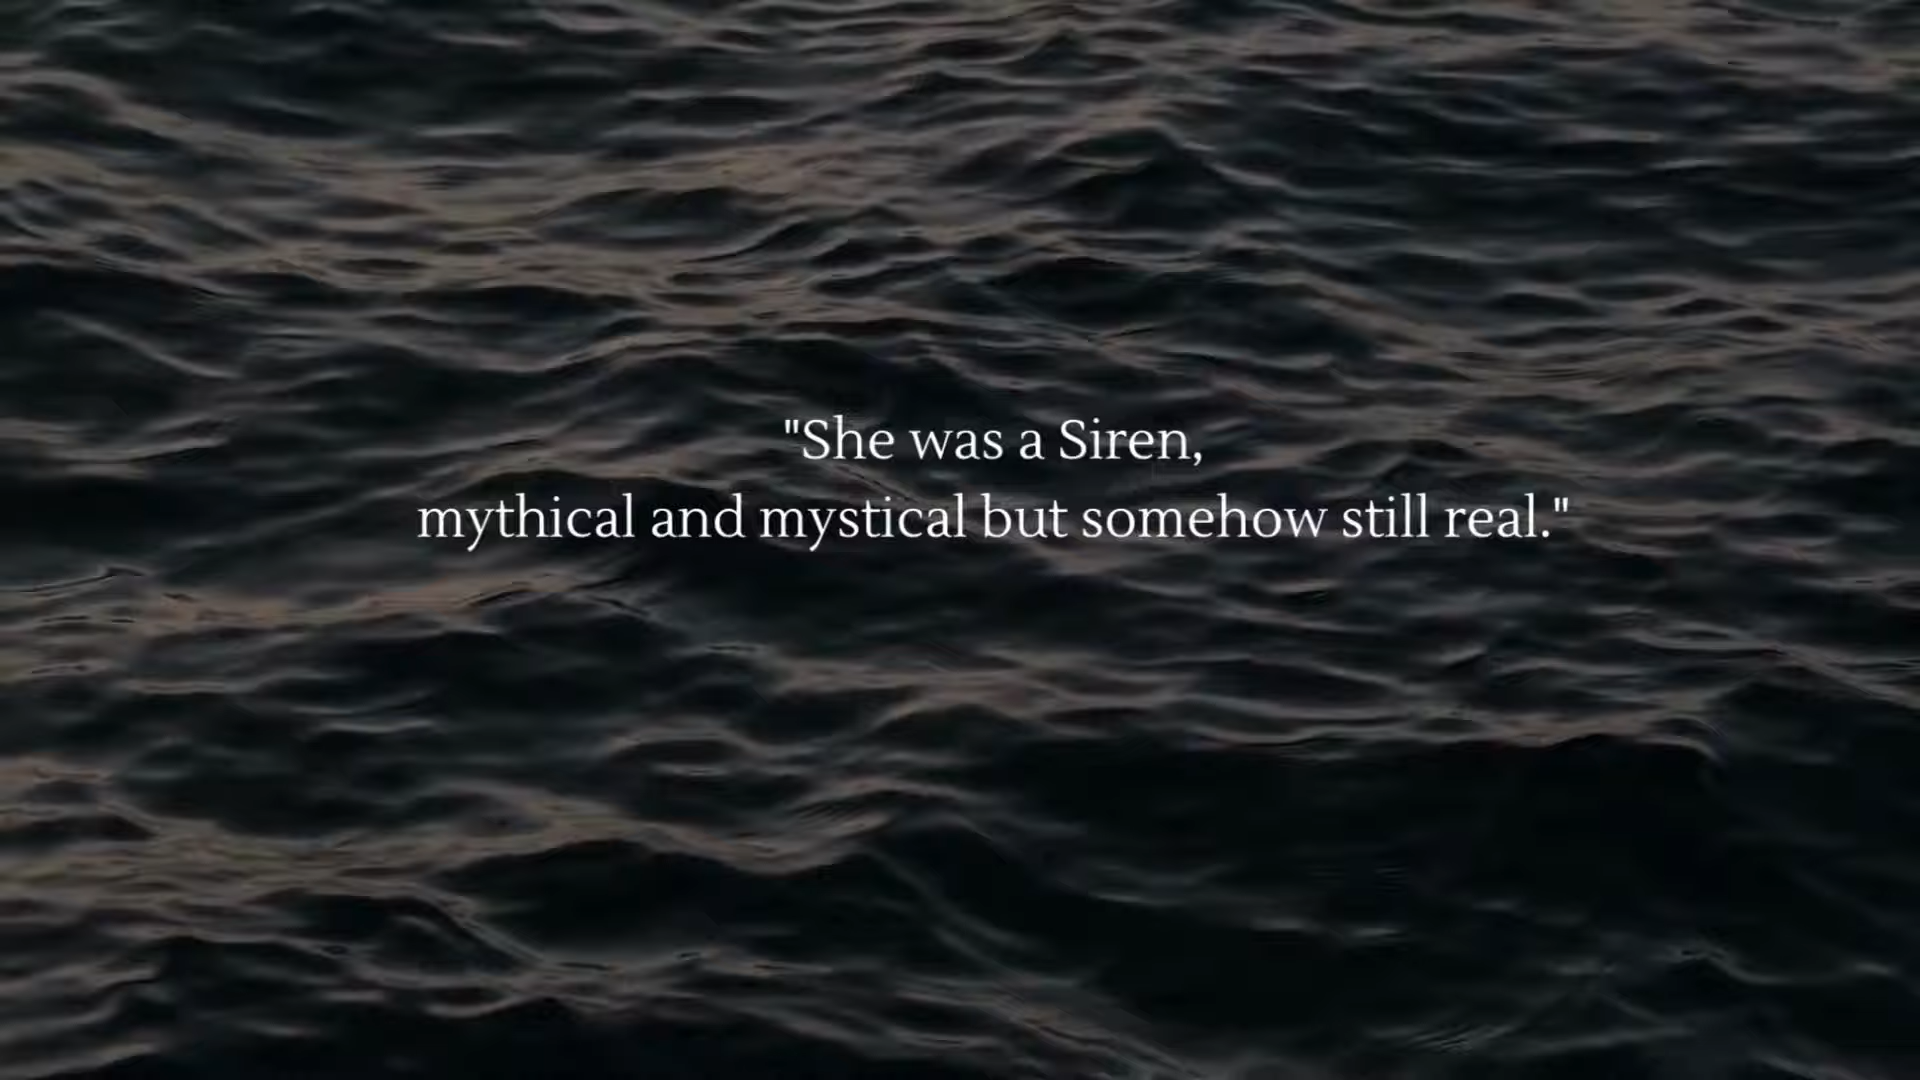 "She was a Siren,
mythical and mystical but somehow still real."